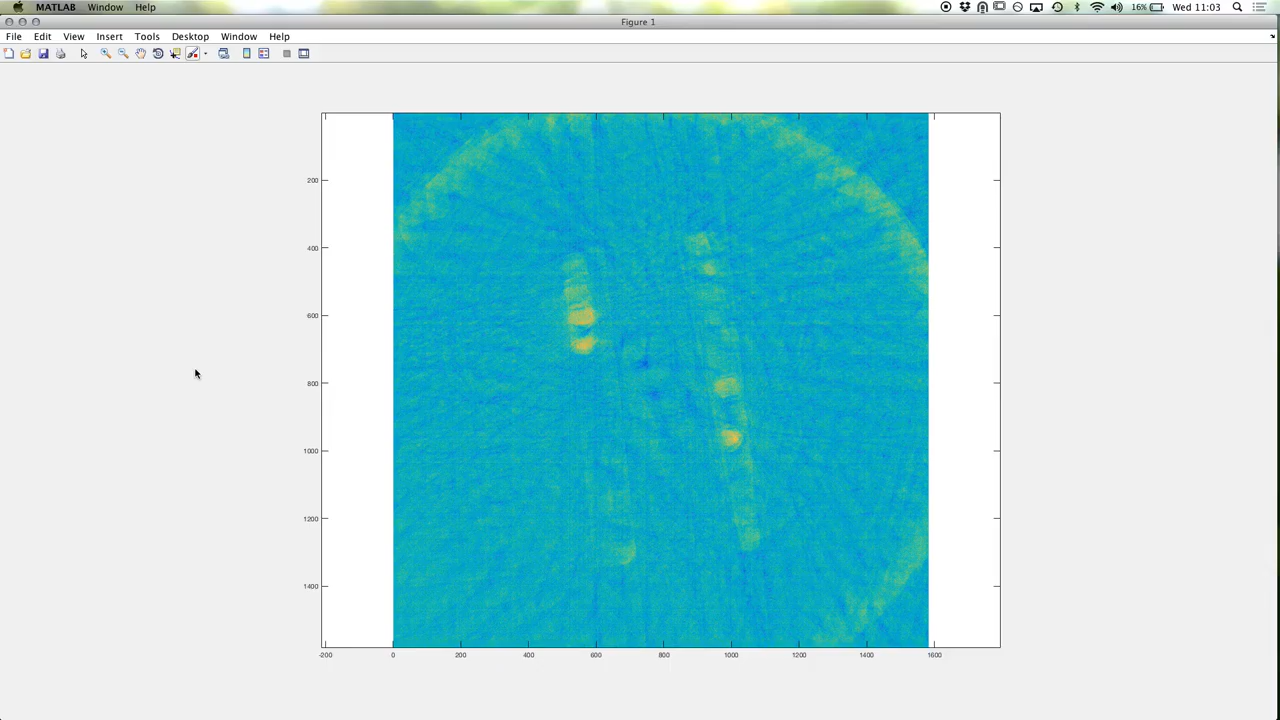 MATLAB Window Help 16% Wed 11:03
Figure 1
File Edit View Insert Tools Desktop Window Help
200
400
600
800
1000
1200
1400
-200 0 200 400 600 800 1000 1200 1400 1600